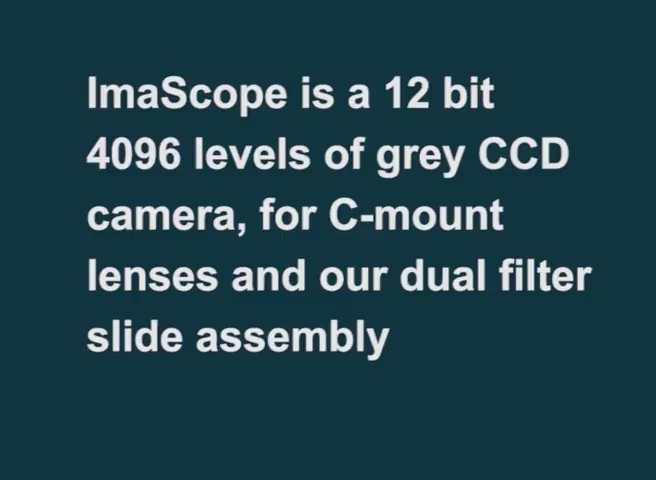 ImaScope is a 12 bit
4096 levels of grey CCD
camera, for C-mount
lenses and our dual filter
slide assembly